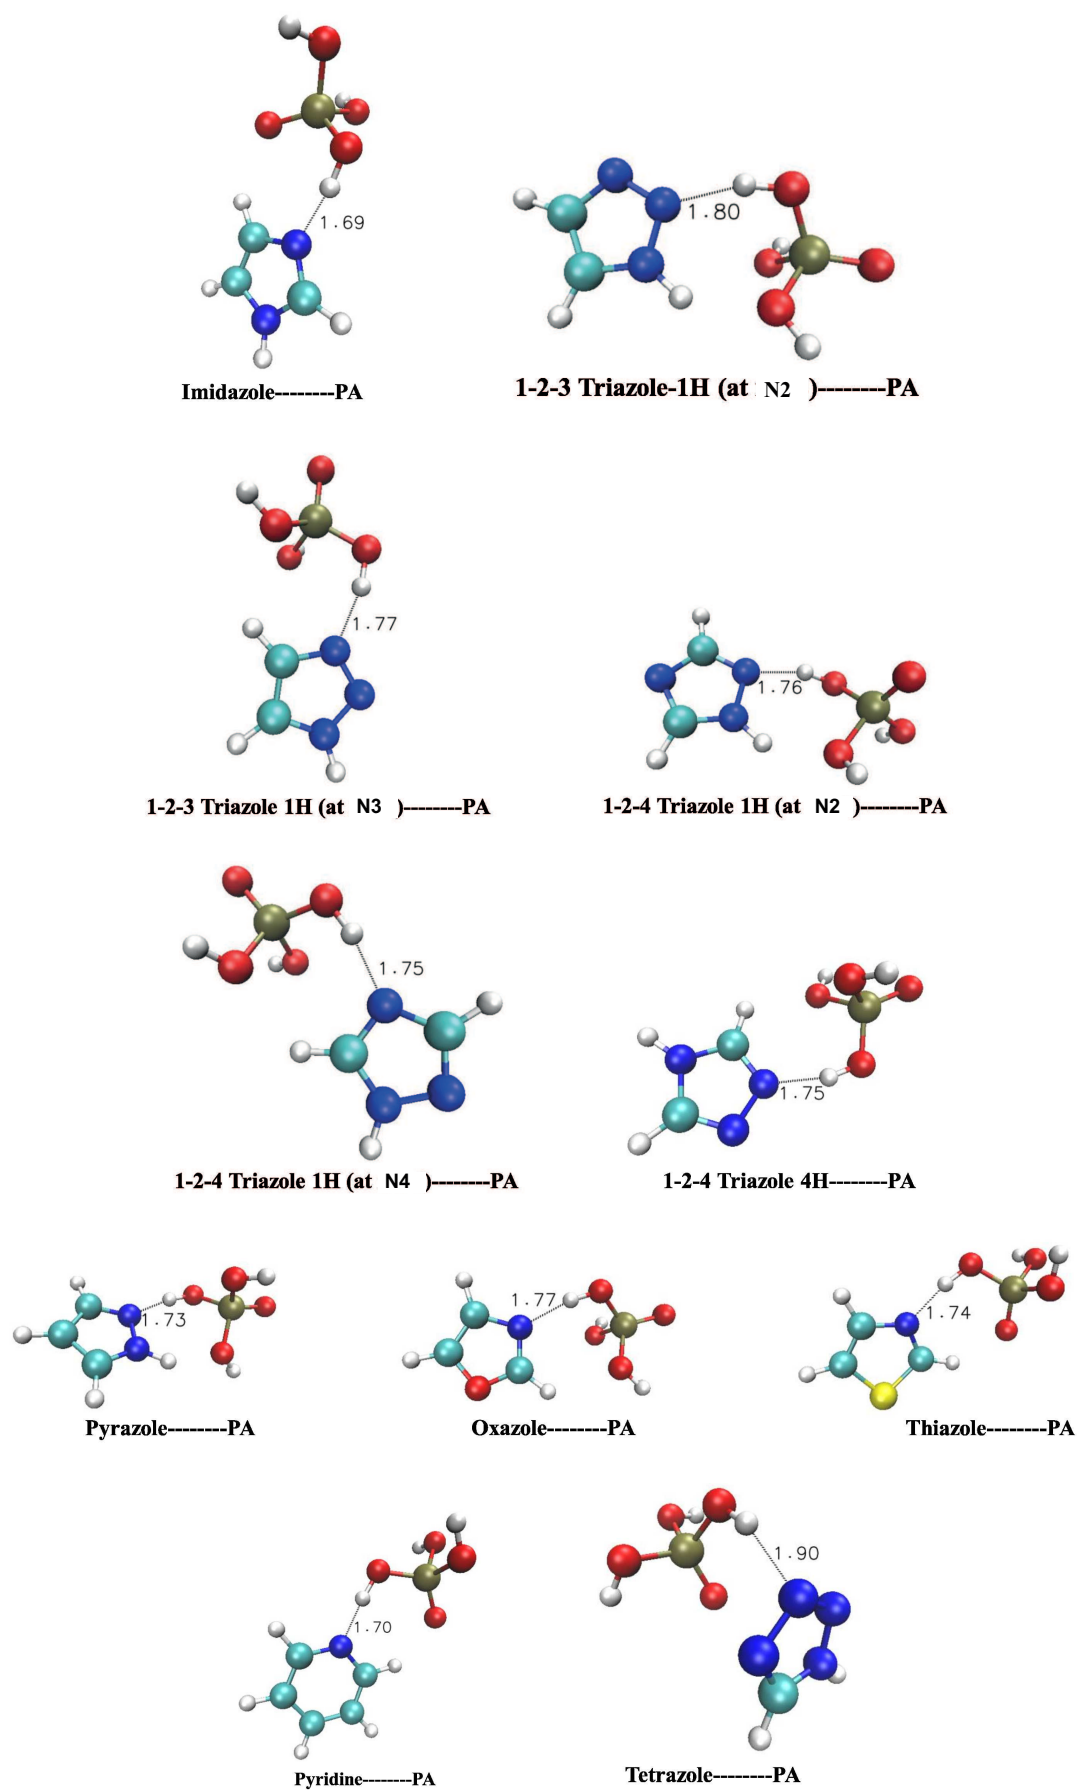 1.69
1.80
Imidazole--------PA
1-2-3 Triazole-1H (at N2 )--------PA
1.77
1.76
1-2-3 Triazole 1H (at N3 )--------PA
1-2-4 Triazole 1H (at N2 )--------PA
1.75
1.75
1-2-4 Triazole 1H (at N4 )--------PA
1-2-4 Triazole 4H--------PA
1.73
1.77
1.74
Pyrazole--------PA
Oxazole--------PA
Thiazole--------PA
1.70
1.90
Pyridine--------PA
Tetrazole--------PA